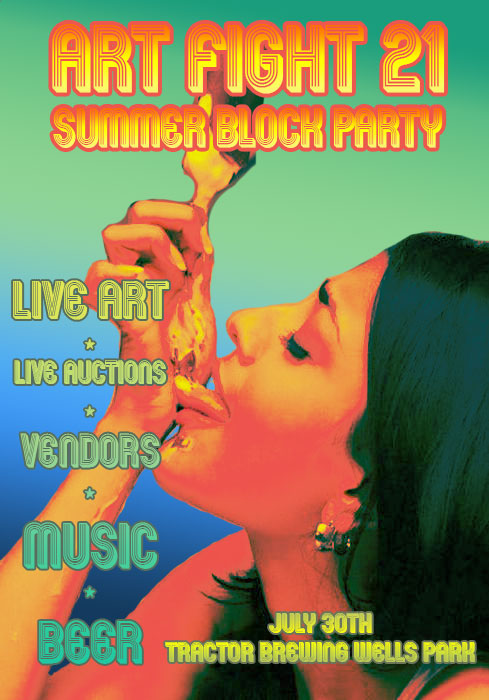 ART FIGHT 21
SUMMER BLOCK PARTY
LIVE ART
LIVE AUCTIONS
VENDORS
MUSIC
BEER
JULY 30TH
TRACTOR BREWING WELLS PARK